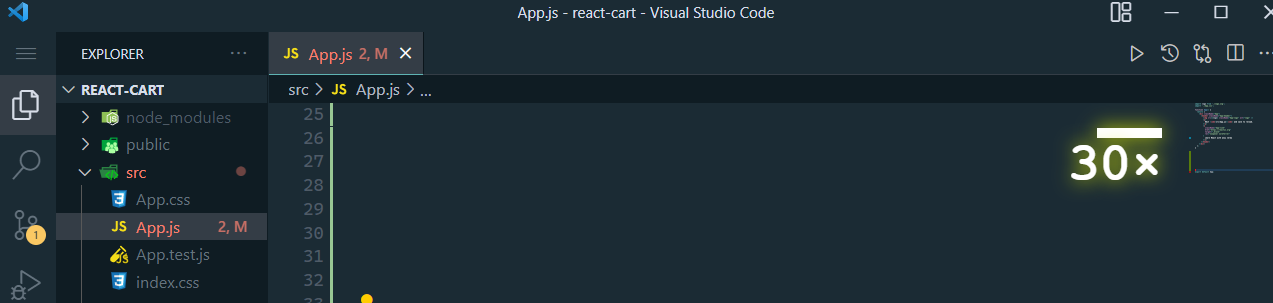 App.js - react-cart - Visual Studio Code
EXPLORER
JS App.js 2, M
REACT-CART
src > JS App.js > ...
node_modules
public
src
App.css
JS App.js 2, M
App.test.js
index.css
1
25
26
27
28
29
30
31
32
30×